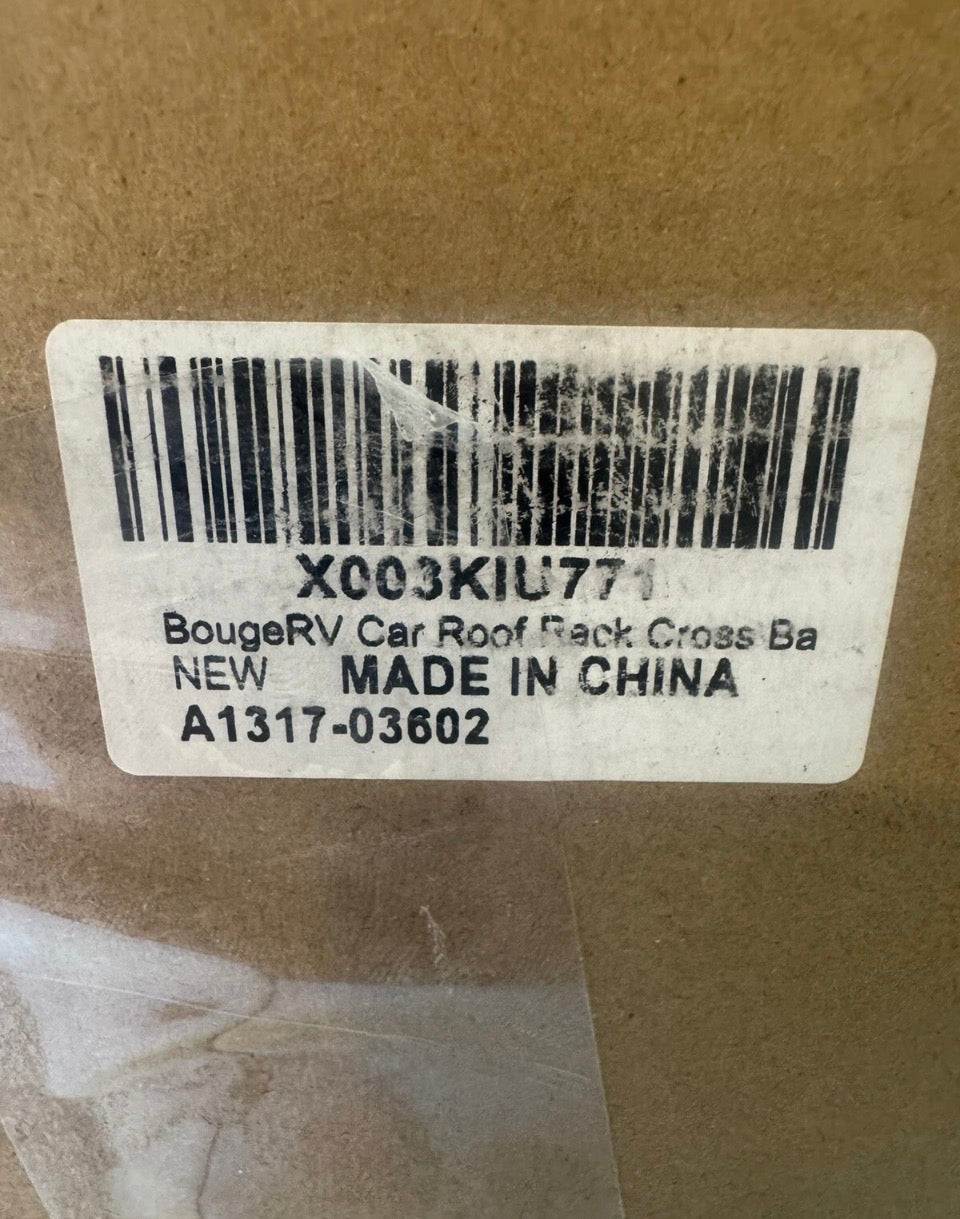 X003KIU771
BougeRV Car Roof Rack Cross Ba
NEW MADE IN CHINA
A1317-03602